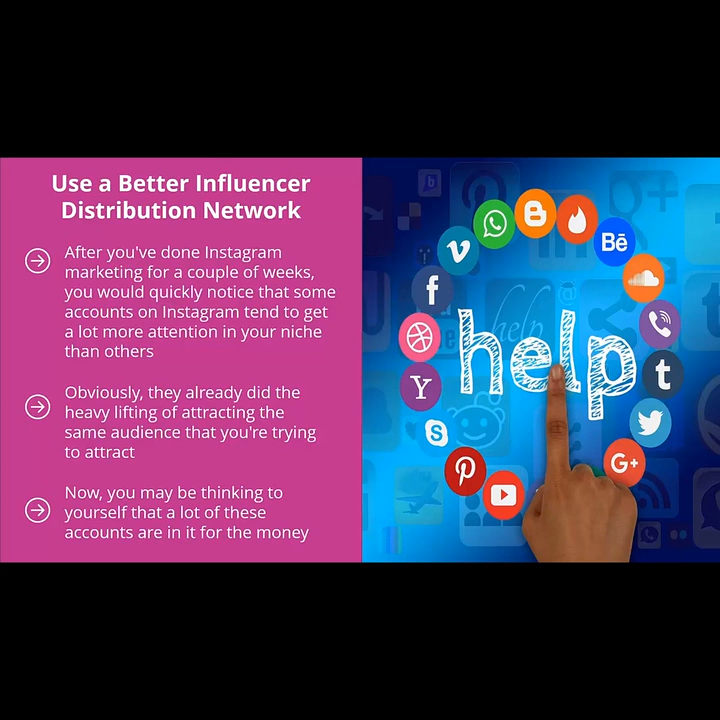 Use a Better Influencer
Distribution Network
After you've done Instagram
marketing for a couple of weeks,
you would quickly notice that some
accounts on Instagram tend to get
a lot more attention in your niche
than others
Obviously, they already did the
heavy lifting of attracting the
same audience that you're trying
to attract
Now, you may be thinking to
yourself that a lot of these
accounts are in it for the money
help
help
Bē
G+